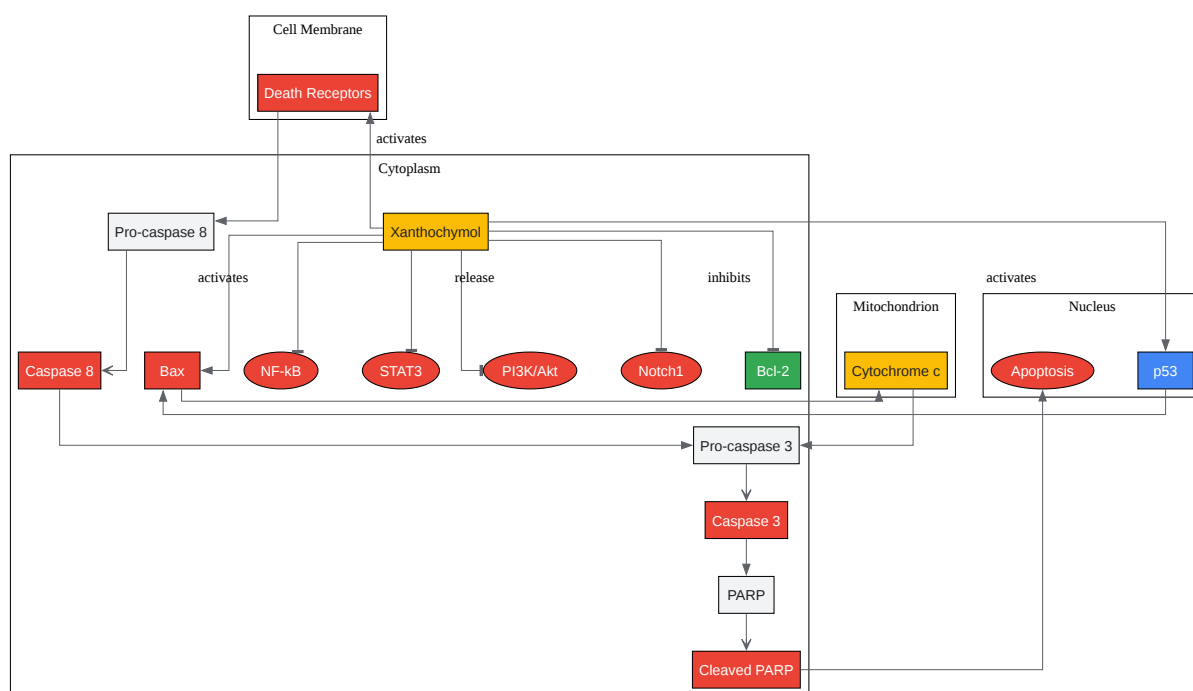 Cell Membrane
Death Receptors
activates
Cytoplasm
Pro-caspase 8
Xanthochymol
activates
release
inhibits
activates
Mitochondrion
Nucleus
Caspase 8
Bax
NF-kB
STAT3
PI3K/Akt
Notch1
Bcl-2
Cytochrome c
Apoptosis
p53
Pro-caspase 3
Caspase 3
PARP
Cleaved PARP